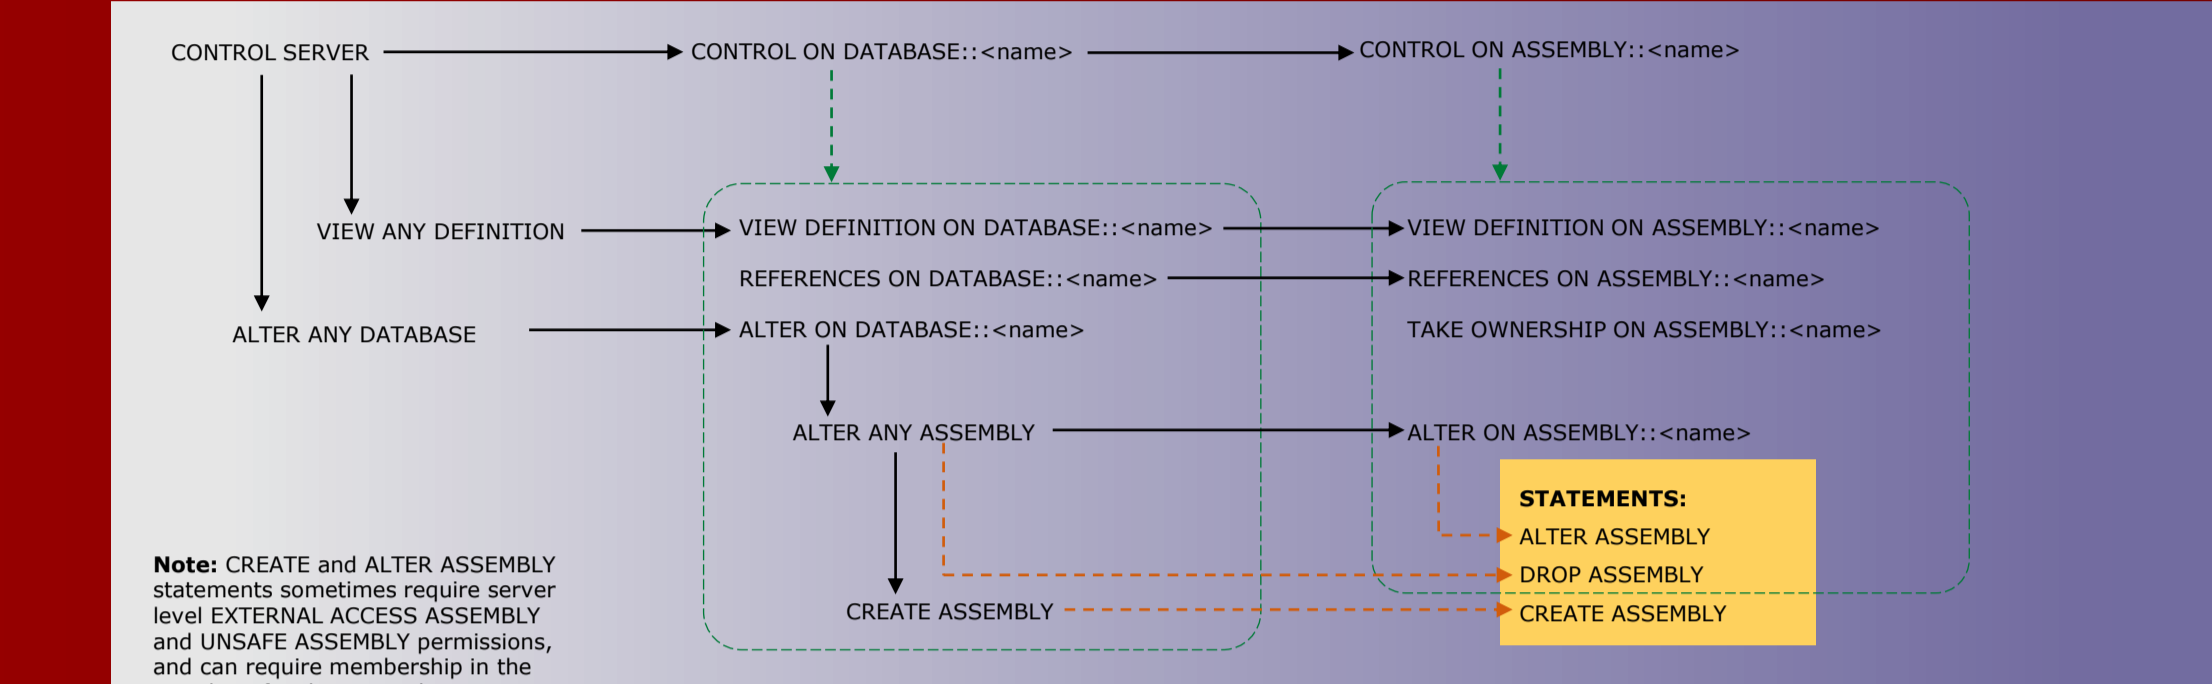 CONTROL SERVER
CONTROL ON DATABASE::<name>
CONTROL ON ASSEMBLY::<name>
VIEW ANY DEFINITION
VIEW DEFINITION ON DATABASE::<name>
VIEW DEFINITION ON ASSEMBLY::<name>
REFERENCES ON DATABASE::<name>
REFERENCES ON ASSEMBLY::<name>
ALTER ANY DATABASE
ALTER ON DATABASE::<name>
TAKE OWNERSHIP ON ASSEMBLY::<name>
ALTER ANY ASSEMBLY
ALTER ON ASSEMBLY::<name>
STATEMENTS:
ALTER ASSEMBLY
DROP ASSEMBLY
CREATE ASSEMBLY
CREATE ASSEMBLY
Note: CREATE and ALTER ASSEMBLY
statements sometimes require server
level EXTERNAL ACCESS ASSEMBLY
and UNSAFE ASSEMBLY permissions,
and can require membership in the